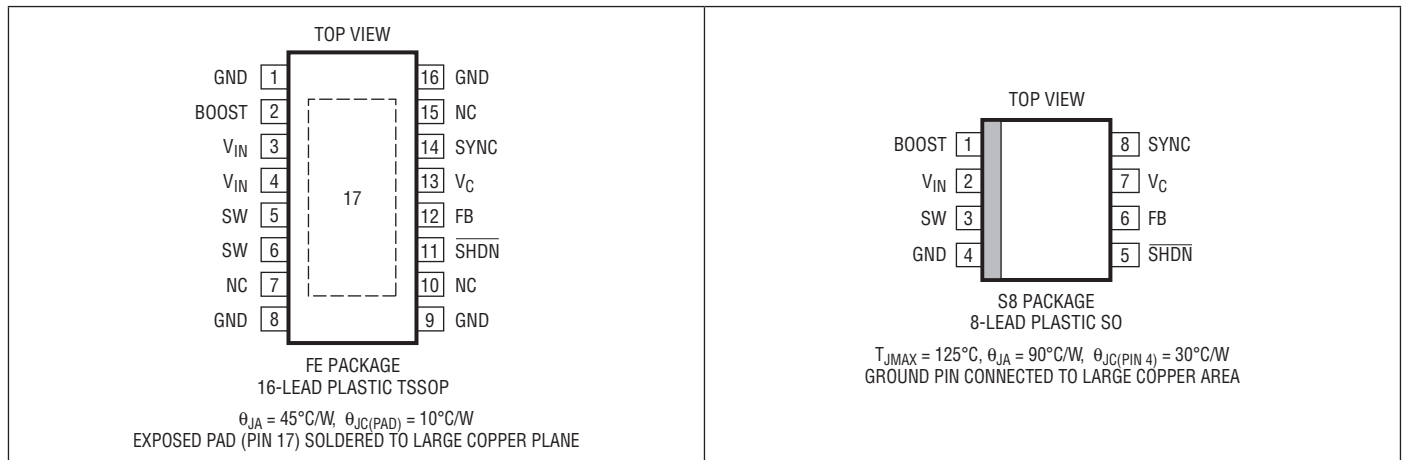 TOP VIEW
GND 1 16 GND
BOOST 2 15 NC
VIN 3 14 SYNC
VIN 4 13 VC
SW 5 12 FB
SW 6 11 SHDN
NC 7 10 NC
GND 8 9 GND
17
FE PACKAGE
16-LEAD PLASTIC TSSOP
θJA = 45°C/W, θJC(PAD) = 10°C/W
EXPOSED PAD (PIN 17) SOLDERED TO LARGE COPPER PLANE
TOP VIEW
BOOST 1 8 SYNC
VIN 2 7 VC
SW 3 6 FB
GND 4 5 SHDN
S8 PACKAGE
8-LEAD PLASTIC SO
TJMAX = 125°C, θJA = 90°C/W, θJC(PIN 4) = 30°C/W
GROUND PIN CONNECTED TO LARGE COPPER AREA